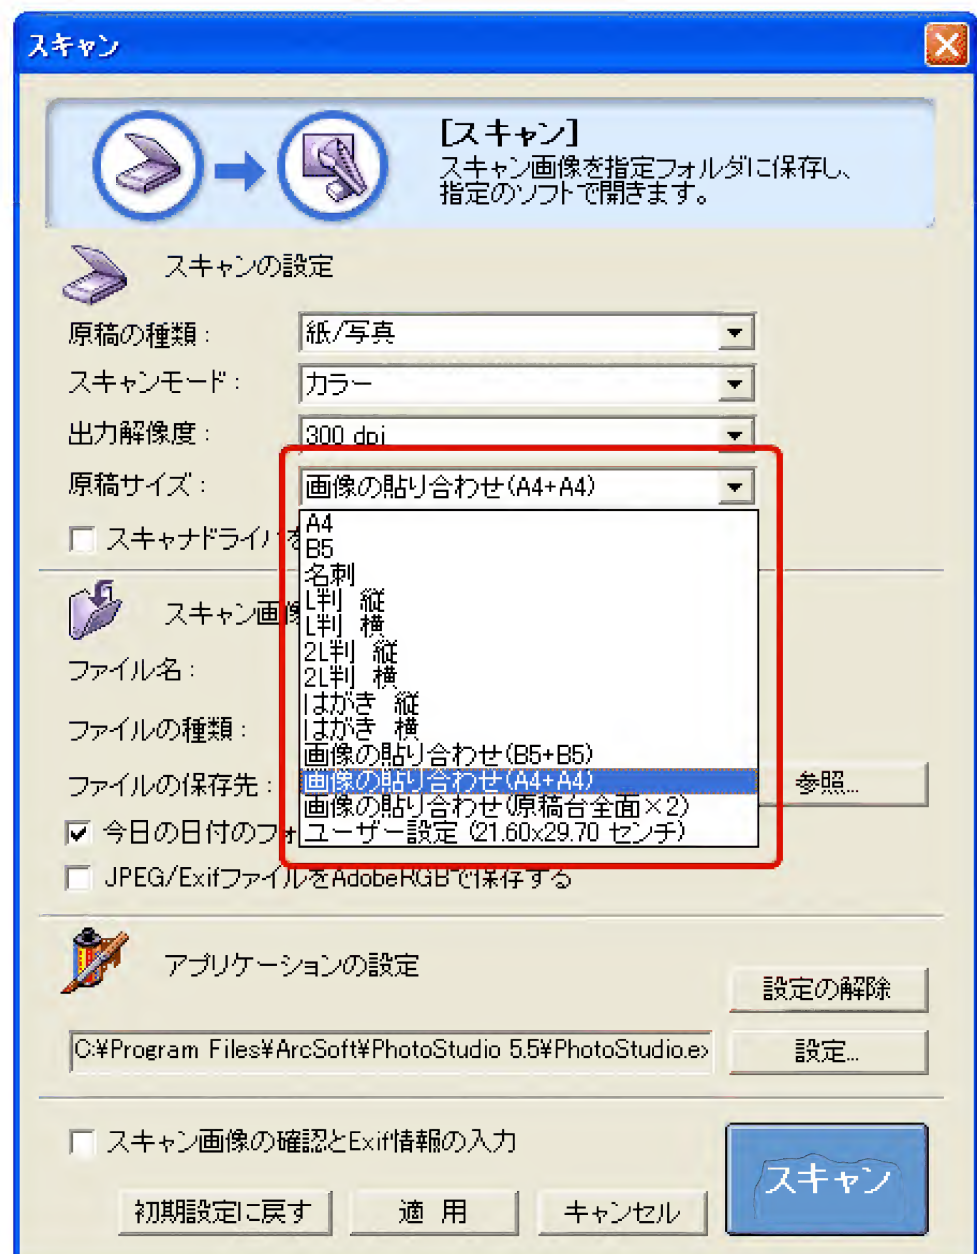 スキャン
[スキャン]
スキャン画像を指定フォルダに保存し、
指定のソフトで開きます。
スキャンの設定
原稿の種類: 紙/写真
スキャンモード: カラー
出力解像度: 300 dpi
原稿サイズ: 画像の貼り合わせ(A4+A4)
A4
スキャナドライバを
B5
名刺
L判 縦
スキャン画像
L判 横
2L判 縦
ファイル名:
2L判 横
はがき 縦
ファイルの種類:
はがき 横
画像の貼り合わせ(B5+B5)
ファイルの保存先: 画像の貼り合わせ(A4+A4) 参照...
画像の貼り合わせ(原稿台全面×2)
今日の日付のフォ
ユーザー設定 (21.60x29.70 センチ)
JPEG/ExifファイルをAdobeRGBで保存する
アプリケーションの設定
設定の解除
C:¥Program Files¥ArcSoft¥PhotoStudio 5.5¥PhotoStudio.ex 設定...
スキャン画像の確認とExif情報の入力
スキャン
初期設定に戻す 適 用 キャンセル